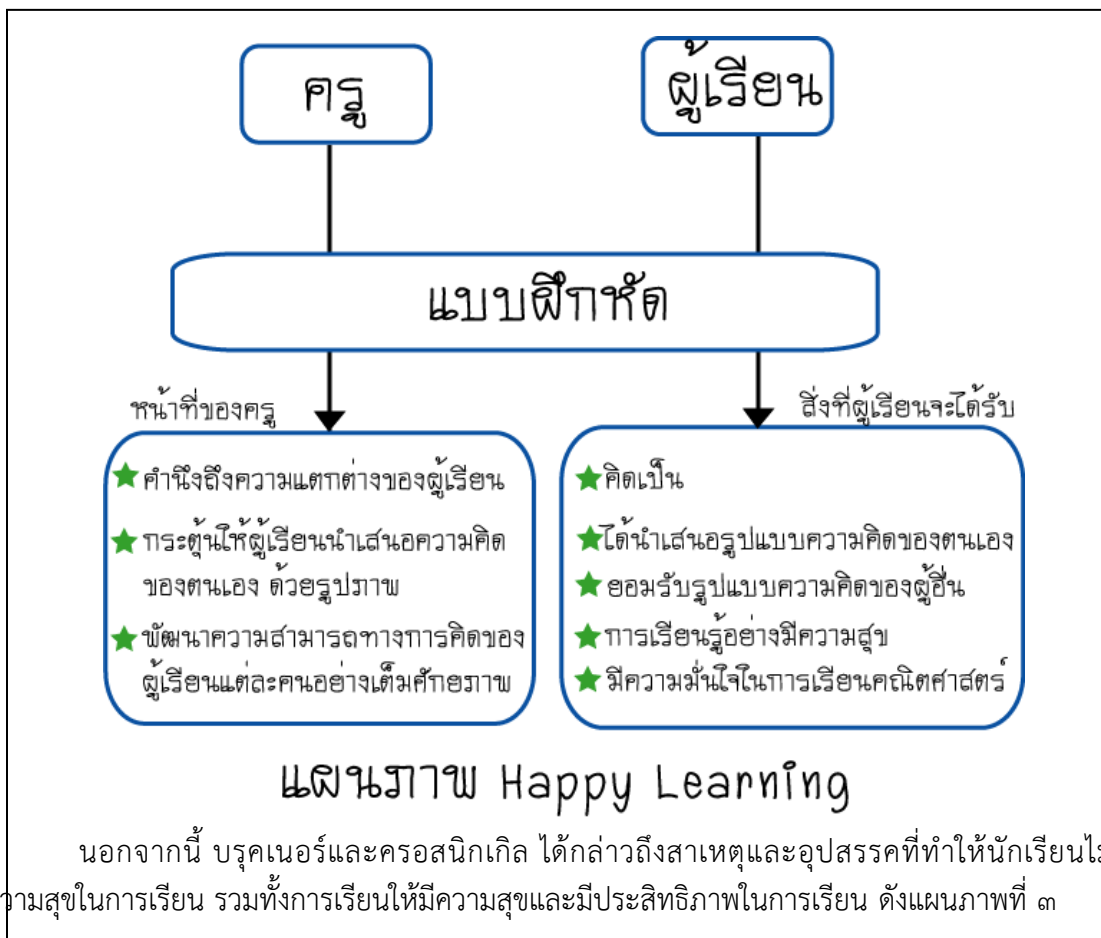 ครู
ผู้เรียน
แบบฝึกหัด
หน้าที่ของครู
คำนึงถึงความแตกต่างของผู้เรียน
กระตุ้นให้ผู้เรียนนำเสนอความคิด
ของตนเอง ด้วยรูปภาพ
พัฒนาความสามารถทางการคิดของ
ผู้เรียนแต่ละคนอย่างเต็มศักยภาพ
สิ่งที่ผู้เรียนจะได้รับ
คิดเป็น
ได้นำเสนอรูปแบบความคิดของตนเอง
ยอมรับรูปแบบความคิดของผู้อื่น
การเรียนรู้อย่างมีความสุข
มีความมั่นใจในการเรียนคณิตศาสตร์
แผนภาพ Happy Learning
นอกจากนี้ บรุคเนอร์และครอสนิกเกิล ได้กล่าวถึงสาเหตุและอุปสรรคที่ทำให้นักเรียน
วามสุขในการเรียน รวมทั้งการเรียนให้มีความสุขและมีประสิทธิภาพในการเรียน ดังแผนภาพที่ ๓